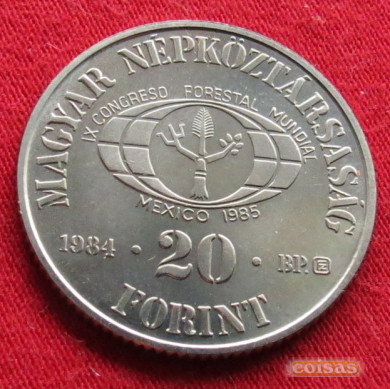 MAGYAR NÉPKÖZTÁRSASÁG
IX CONGRESO FORESTAL MUNDIAL
MEXICO 1985
1984 • 20 • BP.
FORINT
coisas